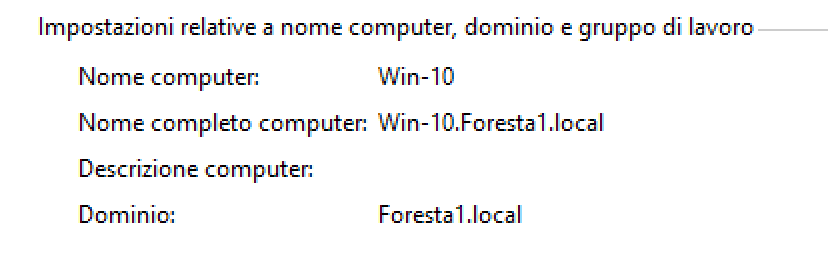 Impostazioni relative a nome computer, dominio e gruppo di lavoro
Nome computer: Win-10
Nome completo computer: Win-10.Foresta1.local
Descrizione computer:
Dominio: Foresta1.local